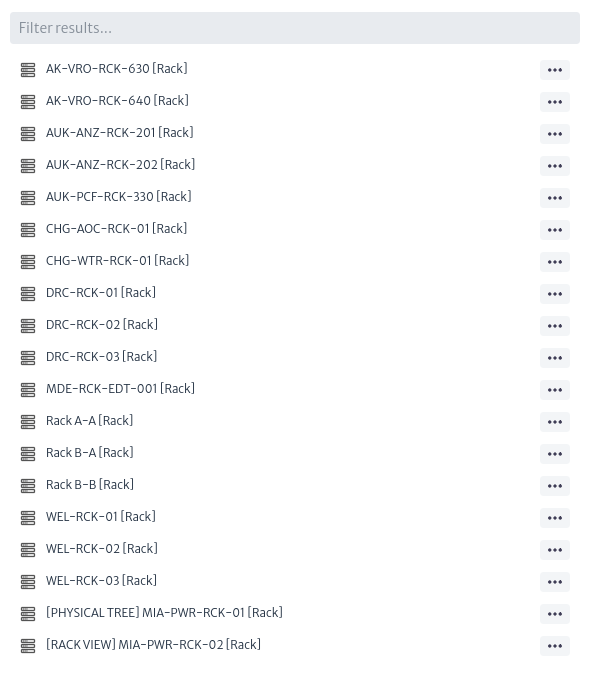 Filter results...
AK-VRO-RCK-630 [Rack]
AK-VRO-RCK-640 [Rack]
AUK-ANZ-RCK-201 [Rack]
AUK-ANZ-RCK-202 [Rack]
AUK-PCF-RCK-330 [Rack]
CHG-AOC-RCK-01 [Rack]
CHG-WTR-RCK-01 [Rack]
DRC-RCK-01 [Rack]
DRC-RCK-02 [Rack]
DRC-RCK-03 [Rack]
MDE-RCK-EDT-001 [Rack]
Rack A-A [Rack]
Rack B-A [Rack]
Rack B-B [Rack]
WEL-RCK-01 [Rack]
WEL-RCK-02 [Rack]
WEL-RCK-03 [Rack]
[PHYSICAL TREE] MIA-PWR-RCK-01 [Rack]
[RACK VIEW] MIA-PWR-RCK-02 [Rack]